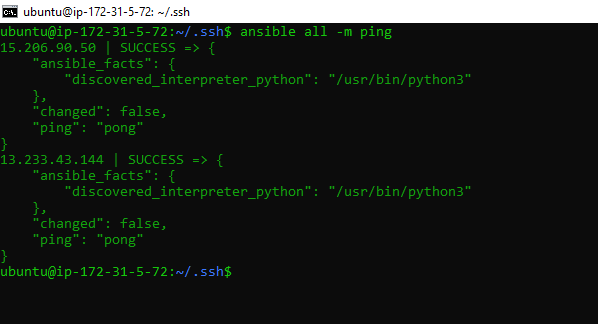 ubuntu@ip-172-31-5-72: ~/.ssh
ubuntu@ip-172-31-5-72:~/.ssh$ ansible all -m ping
15.206.90.50 | SUCCESS => {
    "ansible_facts": {
        "discovered_interpreter_python": "/usr/bin/python3"
    },
    "changed": false,
    "ping": "pong"
}
13.233.43.144 | SUCCESS => {
    "ansible_facts": {
        "discovered_interpreter_python": "/usr/bin/python3"
    },
    "changed": false,
    "ping": "pong"
}
ubuntu@ip-172-31-5-72:~/.ssh$